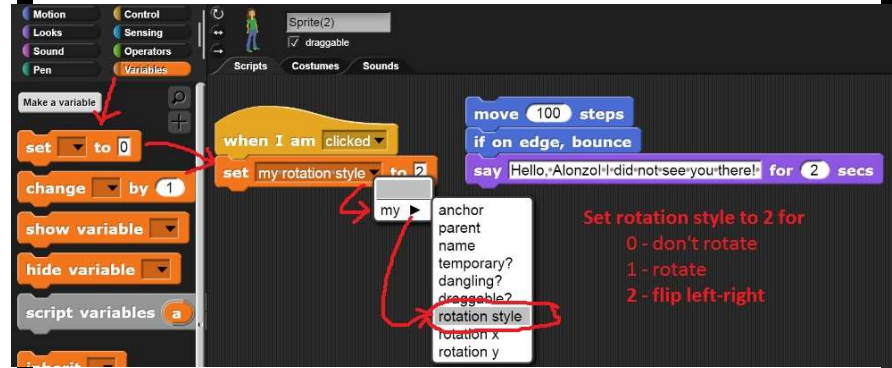 Motion
Control
Looks
Sensing
Sound
Operators
Pen
Variables
Sprite(2)
draggable
Scripts
Costumes
Sounds
Make a variable
set to 0
change by 1
show variable
hide variable
script variables a
inherit
when I am clicked
set my rotation style to 2
my
anchor
parent
name
temporary?
dangling?
draggable?
rotation style
rotation x
rotation y
move 100 steps
if on edge, bounce
say Hello, Alonzo! I did not see you there! for 2 secs
Set rotation style to 2 for
0 - don't rotate
1 - rotate
2 - flip left-right